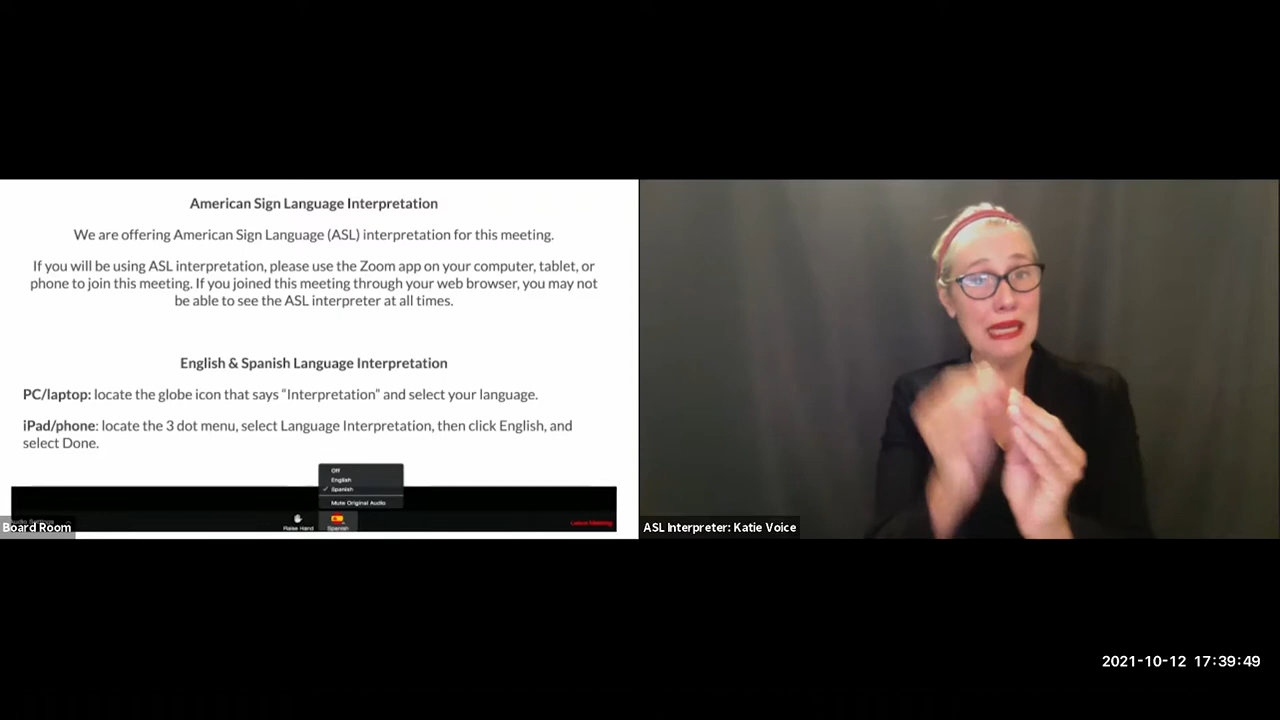 American Sign Language Interpretation
We are offering American Sign Language (ASL) interpretation for this meeting.
If you will be using ASL interpretation, please use the Zoom app on your computer, tablet, or
phone to join this meeting. If you joined this meeting through your web browser, you may not
be able to see the ASL interpreter at all times.
English & Spanish Language Interpretation
PC/laptop: locate the globe icon that says “Interpretation” and select your language.
iPad/phone: locate the 3 dot menu, select Language Interpretation, then click English, and
select Done.
Off
English
✓ Spanish
Mute Original Audio
Raise Hand
Spanish
Leave Meeting
Board Room
ASL Interpreter: Katie Voice
2021-10-12 17:39:49